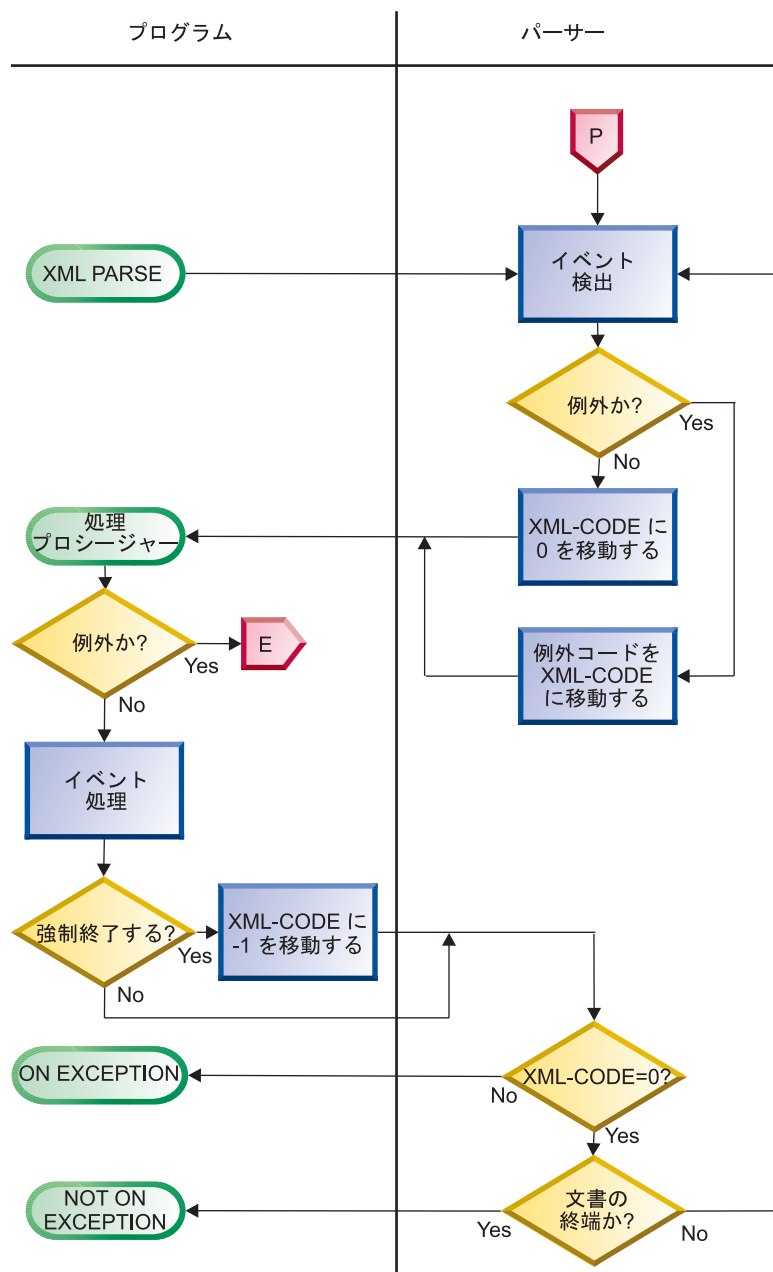 プログラム
パーサー
P
XML PARSE
イベント
検出
例外か?
Yes
No
処理
プロシージャー
XML-CODE に
0 を移動する
例外か?
Yes
E
No
例外コードを
XML-CODE
に移動する
イベント
処理
強制終了する?
Yes
XML-CODE に
-1 を移動する
No
ON EXCEPTION
No
XML-CODE=0?
Yes
NOT ON
EXCEPTION
Yes
文書の
終端か?
No